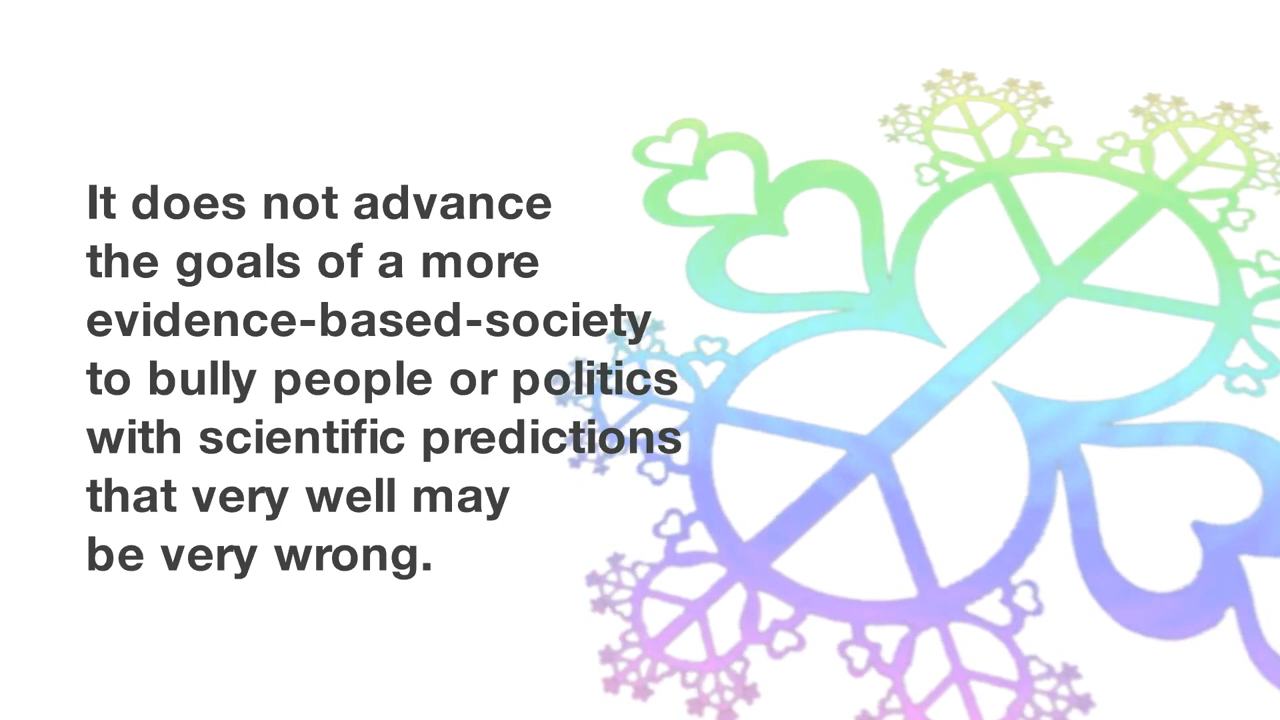 It does not advance
the goals of a more
evidence-based-society
to bully people or politics
with scientific predictions
that very well may
be very wrong.